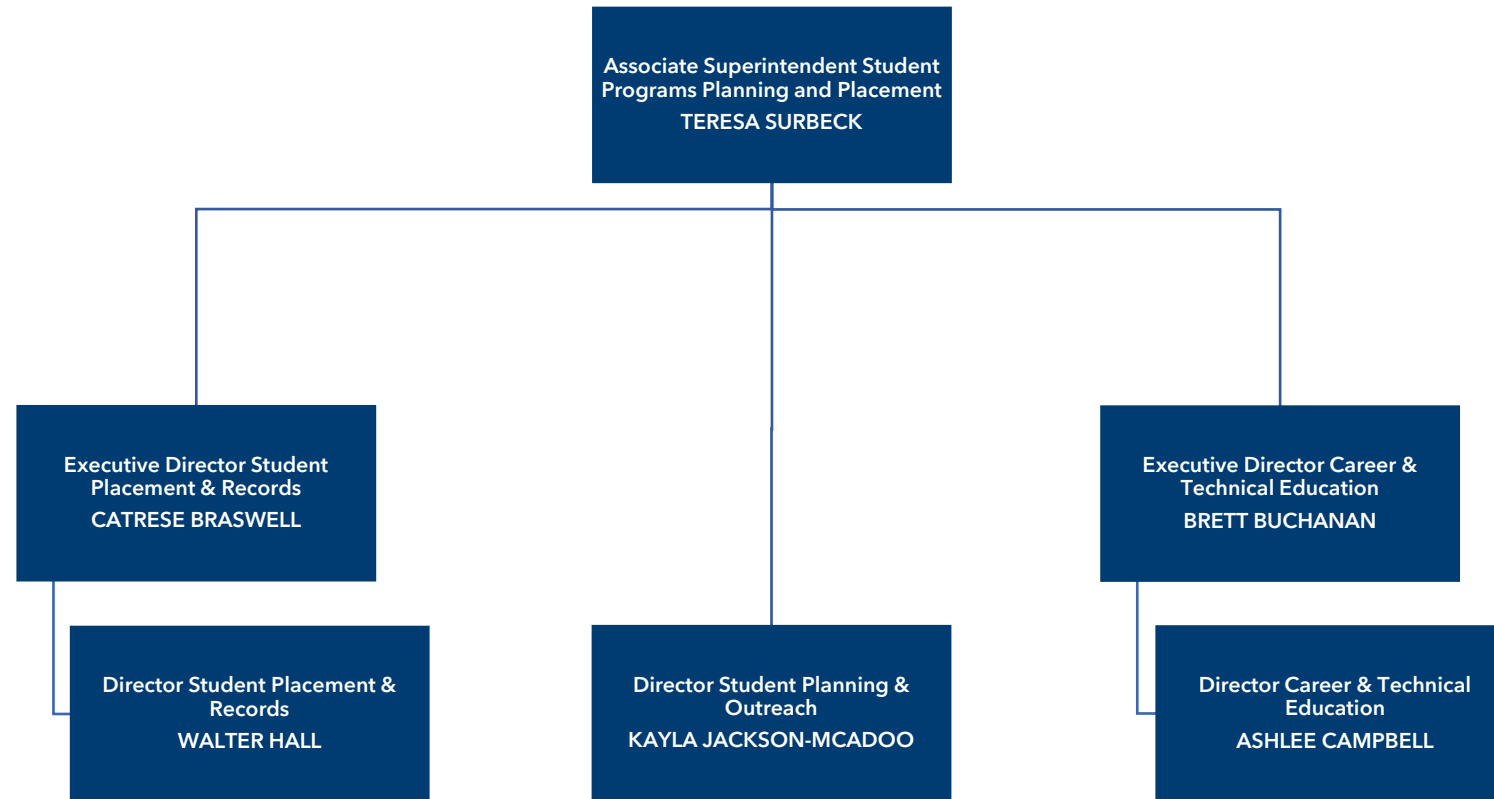 Associate Superintendent Student
Programs Planning and Placement
TERESA SURBECK
Executive Director Student
Placement & Records
CATRESE BRASWELL
Executive Director Career &
Technical Education
BRETT BUCHANAN
Director Student Placement &
Records
WALTER HALL
Director Student Planning &
Outreach
KAYLA JACKSON-MCADOO
Director Career & Technical
Education
ASHLEE CAMPBELL